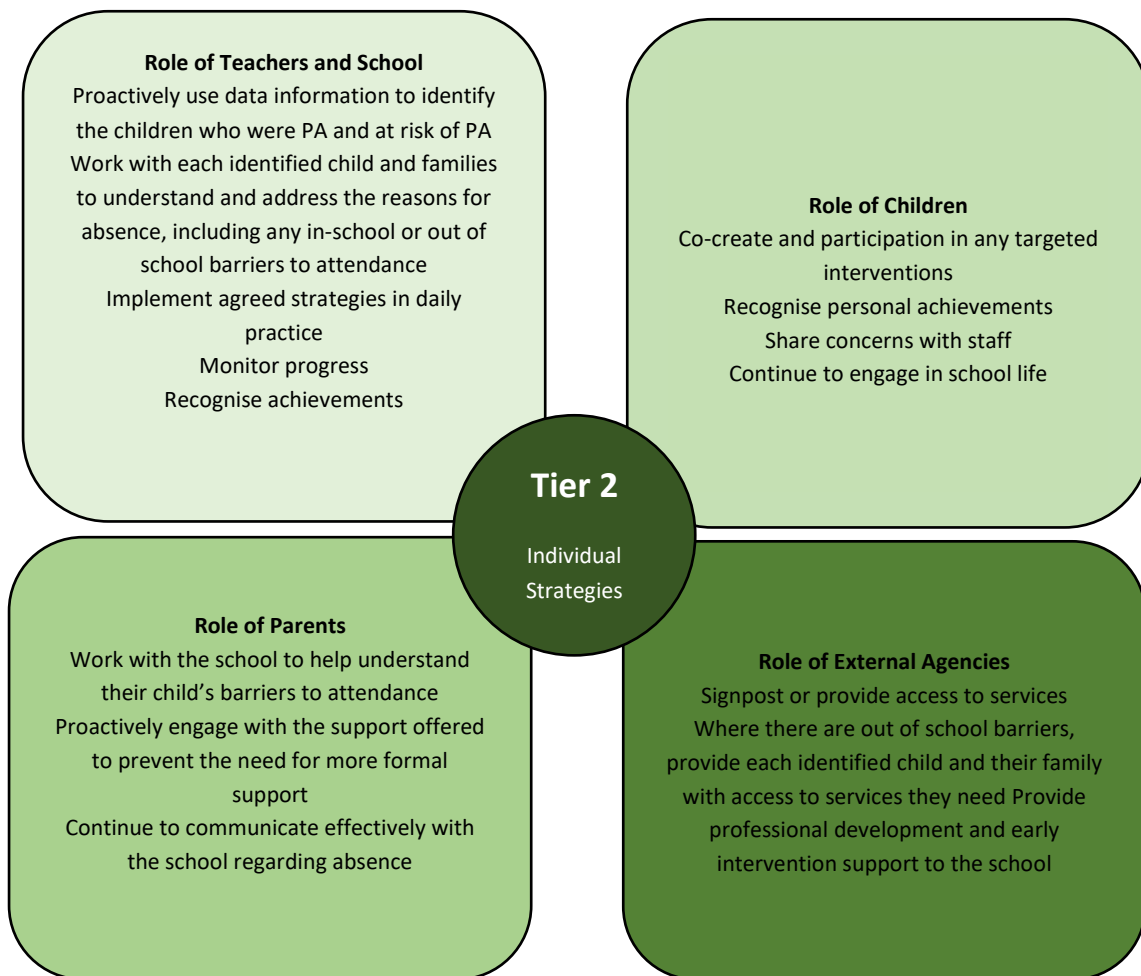 Role of Teachers and School
Proactively use data information to identify
the children who were PA and at risk of PA
Work with each identified child and families
to understand and address the reasons for
absence, including any in-school or out of
school barriers to attendance
Implement agreed strategies in daily
practice
Monitor progress
Recognise achievements
Role of Children
Co-create and participation in any targeted
interventions
Recognise personal achievements
Share concerns with staff
Continue to engage in school life
Tier 2
Individual
Strategies
Role of Parents
Work with the school to help understand
their child’s barriers to attendance
Proactively engage with the support offered
to prevent the need for more formal
support
Continue to communicate effectively with
the school regarding absence
Role of External Agencies
Signpost or provide access to services
Where there are out of school barriers,
provide each identified child and their family
with access to services they need Provide
professional development and early
intervention support to the school